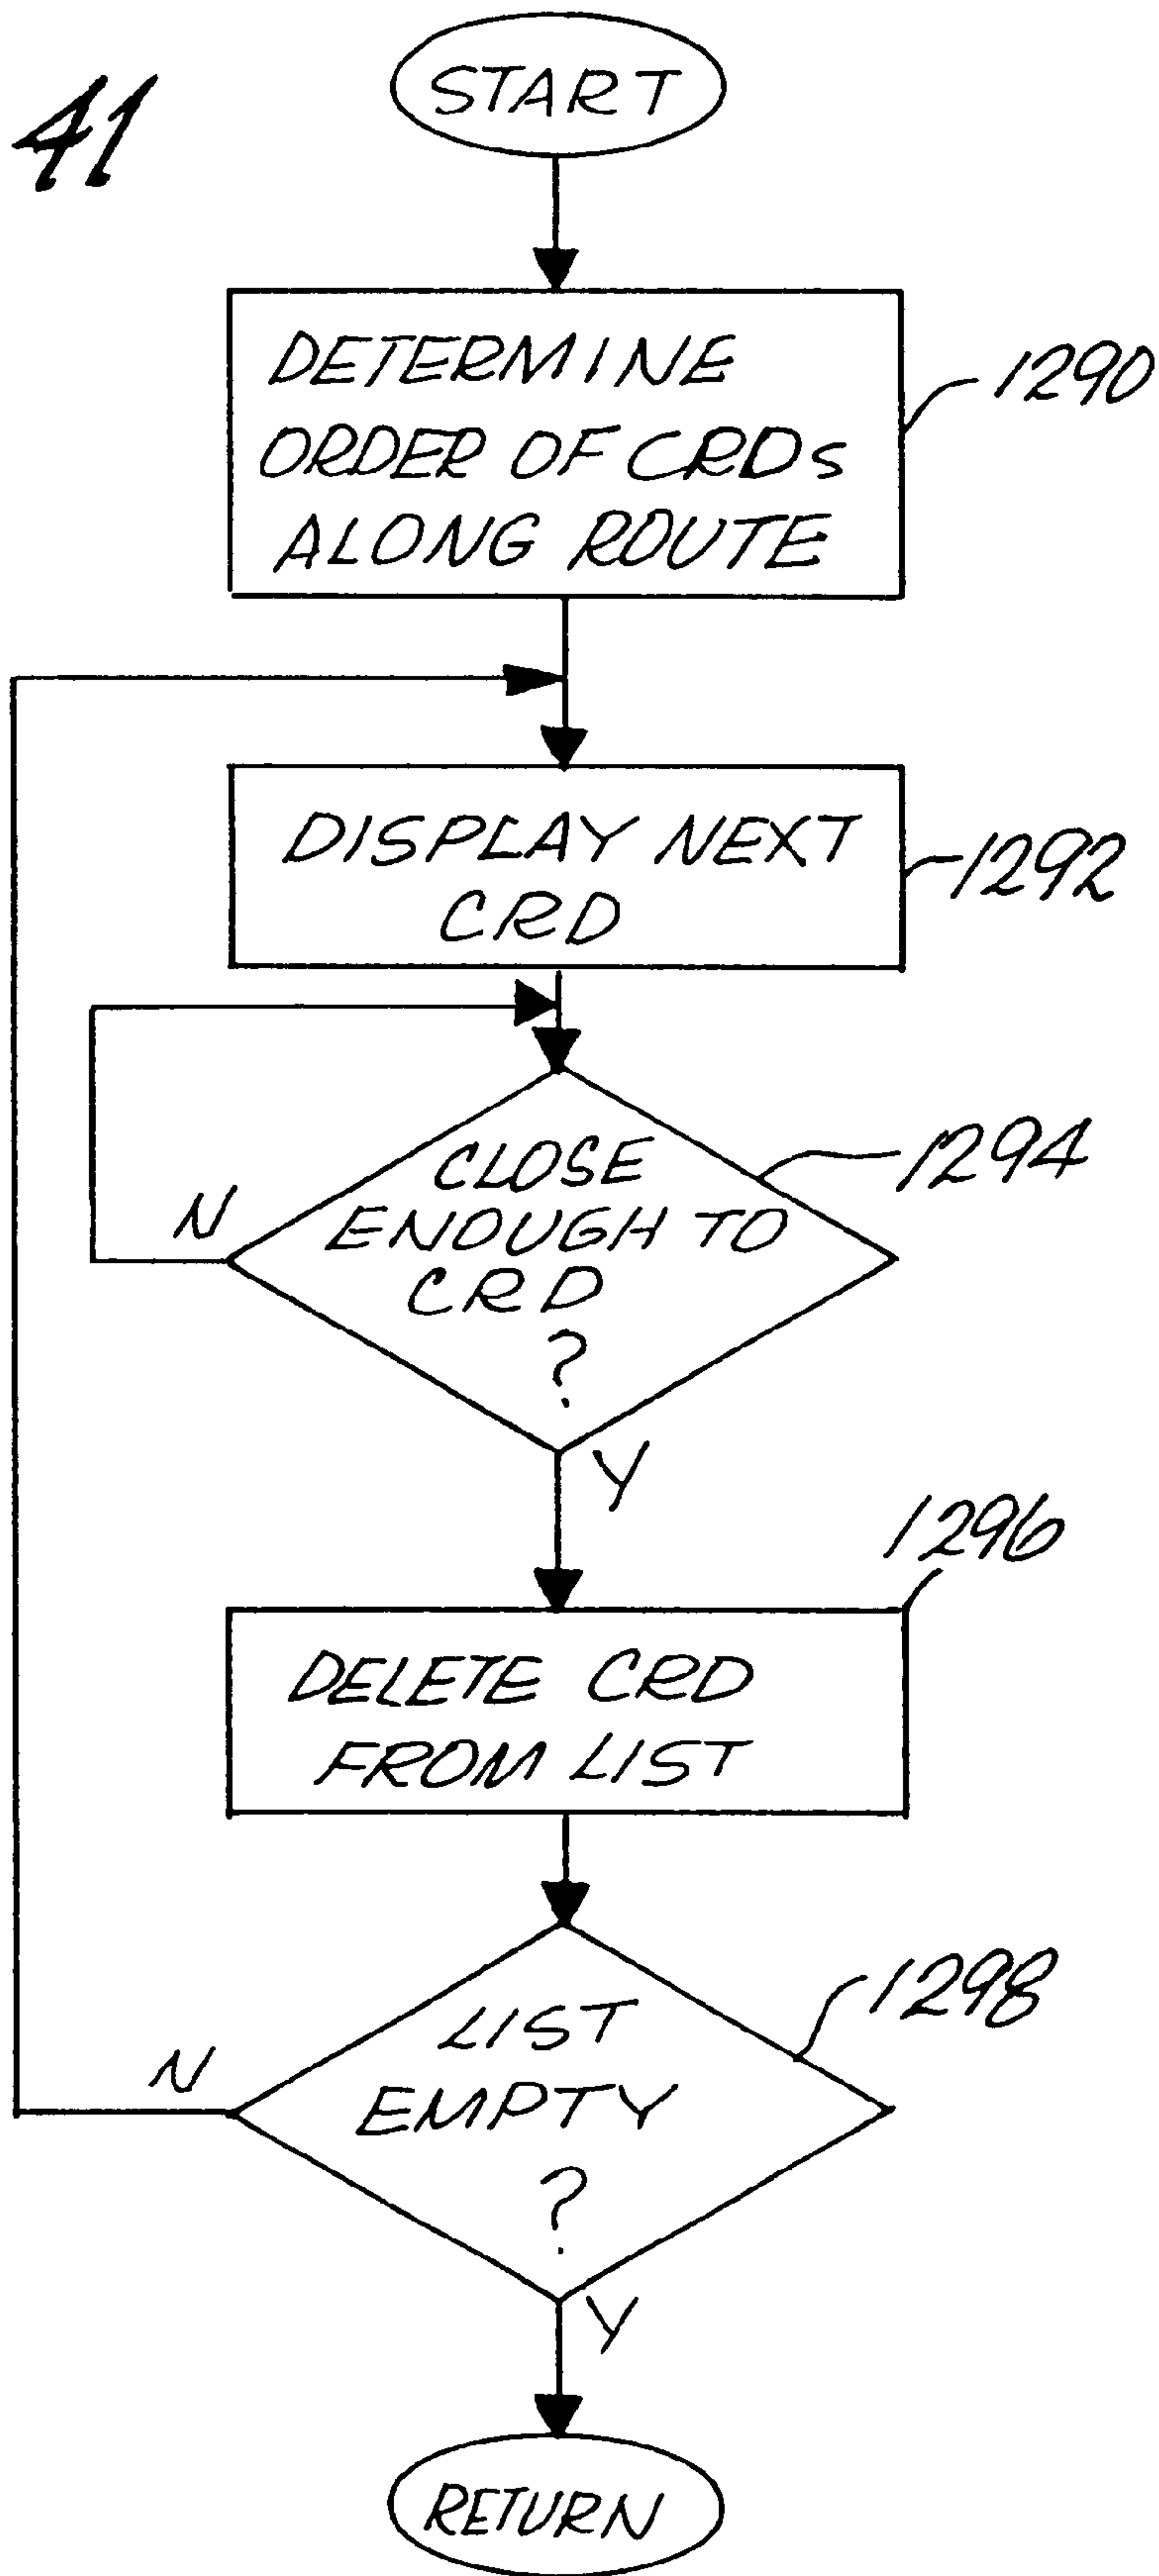 41
START
DETERMINE
ORDER OF CRDs
ALONG ROUTE
1290
DISPLAY NEXT
CRD
1292
CLOSE
ENOUGH TO
CRD
?
1294
N
Y
1296
DELETE CRD
FROM LIST
LIST
EMPTY
?
1298
N
Y
RETURN